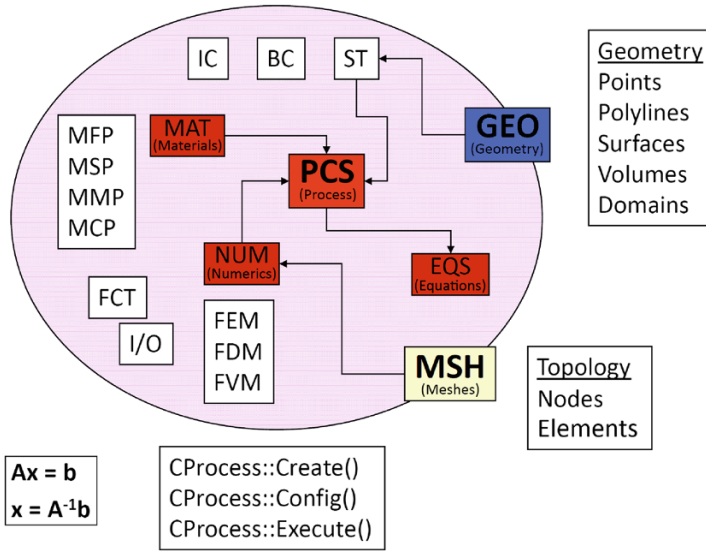 IC
BC
ST
Geometry
Points
Polylines
Surfaces
Volumes
Domains
MFP
MSP
MMP
MCP
MAT
(Materials)
GEO
(Geometry)
PCS
(Process)
NUM
(Numerics)
EQS
(Equations)
FCT
I/O
FEM
FDM
FVM
MSH
(Meshes)
Topology
Nodes
Elements
Ax = b
x = A⁻¹b
CProcess::Create()
CProcess::Config()
CProcess::Execute()